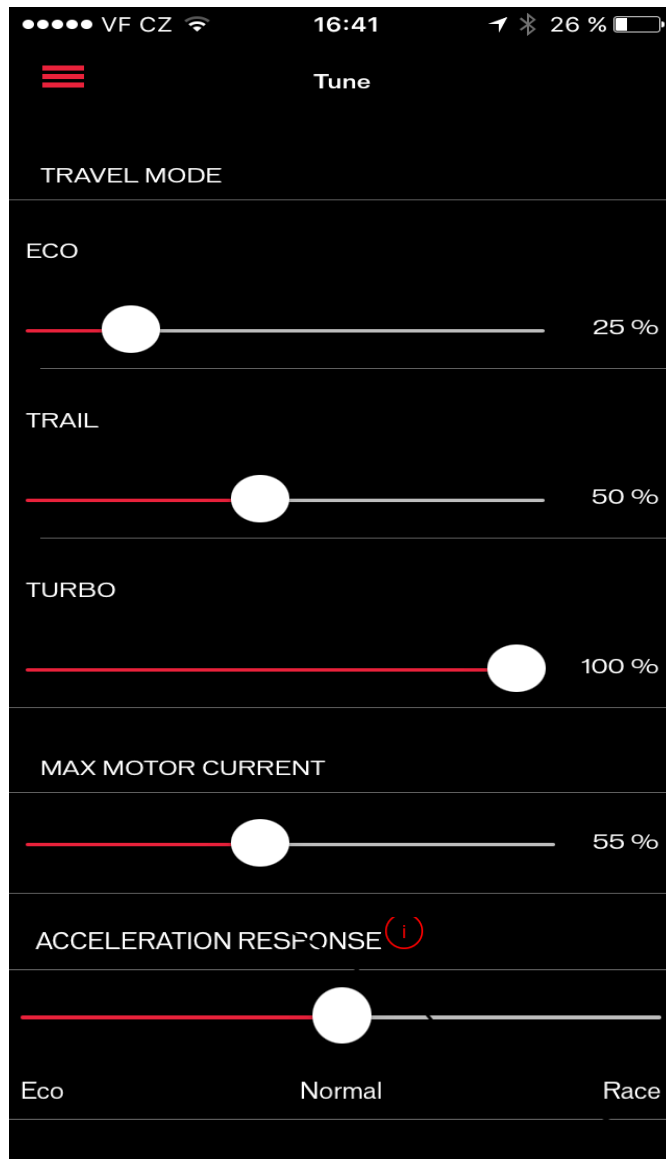 VF CZ 16:41 26 %
Tune
TRAVEL MODE
ECO
25 %
TRAIL
50 %
TURBO
100 %
MAX MOTOR CURRENT
55 %
ACCELERATION RESPONSE i
Eco Normal Race